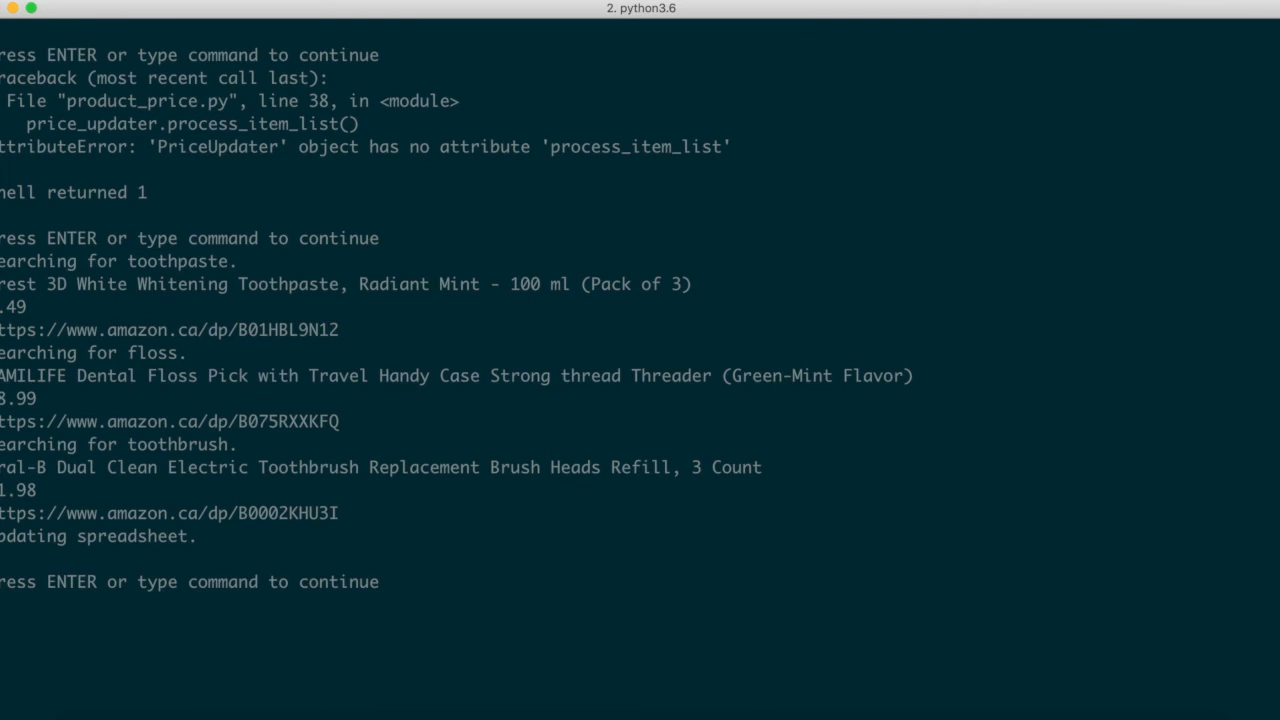 2. python3.6
ress ENTER or type command to continue
raceback (most recent call last):
File "product_price.py", line 38, in <module>
price_updater.process_item_list()
ttributeError: 'PriceUpdater' object has no attribute 'process_item_list'
hell returned 1
ress ENTER or type command to continue
earching for toothpaste.
rest 3D White Whitening Toothpaste, Radiant Mint - 100 ml (Pack of 3)
.49
ttps://www.amazon.ca/dp/B01HBL9N12
earching for floss.
AMILIFE Dental Floss Pick with Travel Handy Case Strong thread Threader (Green-Mint Flavor)
8.99
ttps://www.amazon.ca/dp/B075RXXKFQ
earching for toothbrush.
ral-B Dual Clean Electric Toothbrush Replacement Brush Heads Refill, 3 Count
1.98
ttps://www.amazon.ca/dp/B0002KHU3I
pdating spreadsheet.
ress ENTER or type command to continue